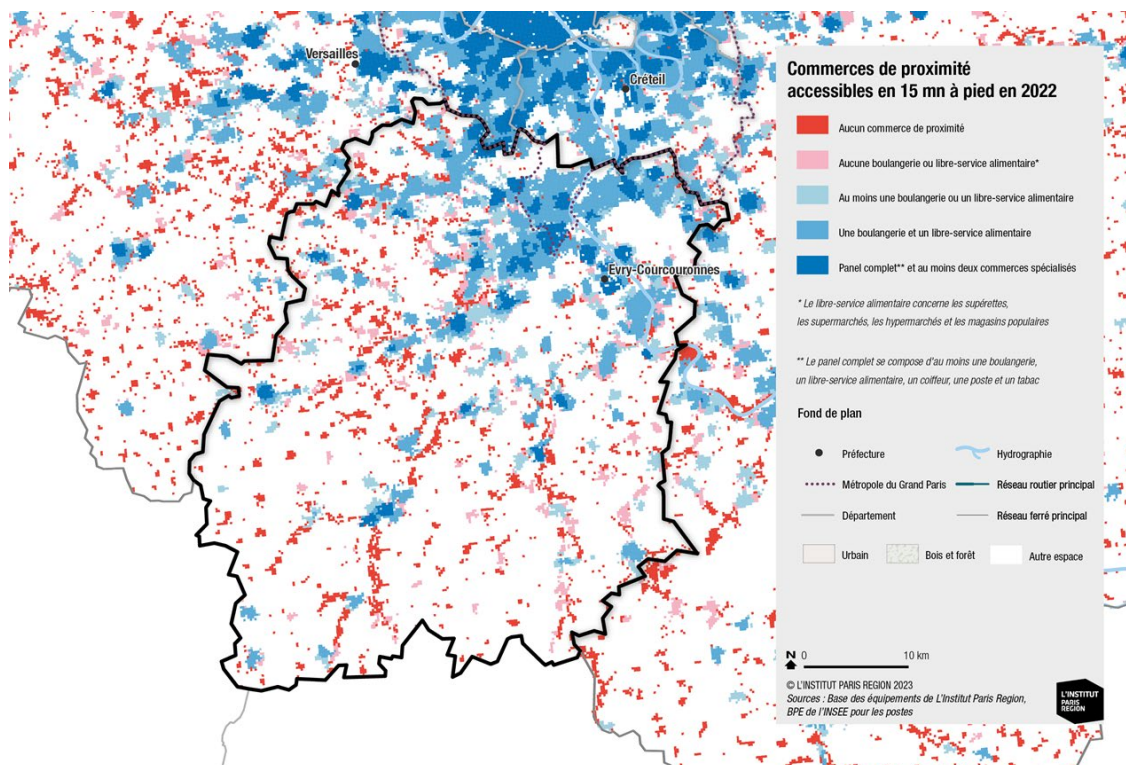 Versailles
Créteil
Evry-Courcouronnes
Commerces de proximité
accessibles en 15 mn à pied en 2022
Aucun commerce de proximité
Aucune boulangerie ou libre-service alimentaire*
Au moins une boulangerie ou un libre-service alimentaire
Une boulangerie et un libre-service alimentaire
Panel complet** et au moins deux commerces spécialisés
* Le libre-service alimentaire concerne les supérettes,
les supermarchés, les hypermarchés et les magasins populaires
** Le panel complet se compose d'au moins une boulangerie,
un libre-service alimentaire, un coiffeur, une poste et un tabac
Fond de plan
Préfecture
Hydrographie
Métropole du Grand Paris
Réseau routier principal
Département
Réseau ferré principal
Urbain
Bois et forêt
Autre espace
N 0 10 km
© L'INSTITUT PARIS REGION 2023
Sources : Base des équipements de L'Institut Paris Region,
BPE de l'INSEE pour les postes
L'INSTITUT
PARIS
REGION